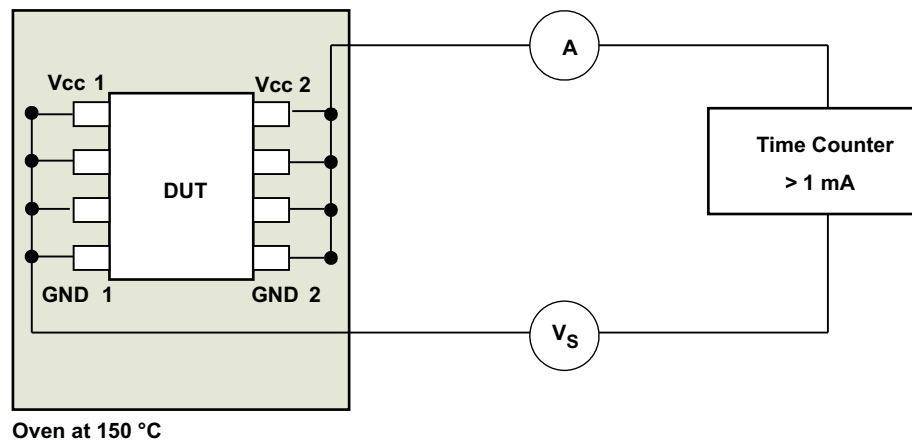 A
Vcc 1
Vcc 2
Time Counter
> 1 mA
DUT
GND 1
GND 2
VS
Oven at 150 °C